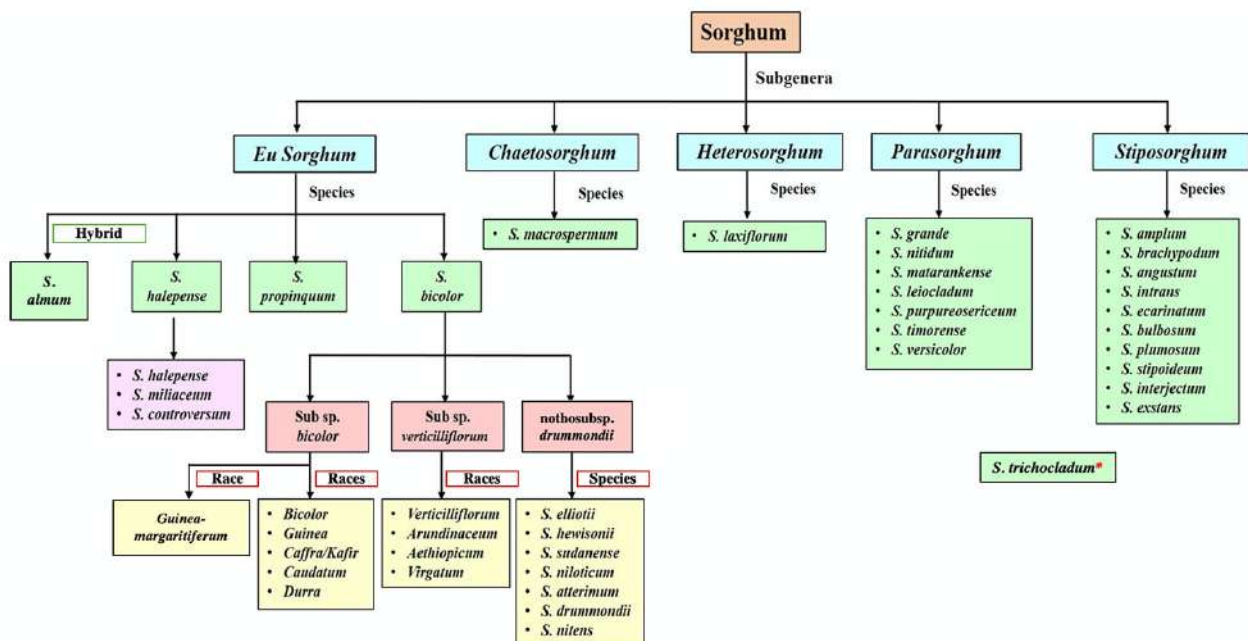 Sorghum
Subgenera
Eu Sorghum
Chaetosorghum
Heterosorghum
Parasorghum
Stiposorghum
Species
Species
Species
Species
Species
Hybrid
S.
almum
S.
halepense
S.
propinquum
S.
bicolor
• S. macrospermum
• S. laxiflorum
• S. grande
• S. nitidum
• S. matarankense
• S. leiocladum
• S. purpureosericeum
• S. timorense
• S. versicolor
• S. amplum
• S. brachypodum
• S. angustum
• S. intrans
• S. ecarinatum
• S. bulbosum
• S. plumosum
• S. stipoideum
• S. interjectum
• S. exstans
• S. halepense
• S. miliaceum
• S. controversum
Sub sp.
bicolor
Sub sp.
verticilliflorum
nothosubsp.
drummondii
S. trichocladum*
Race
Races
Races
Species
Guinea-
margaritiferum
• Bicolor
• Guinea
• Caffra/Kafir
• Caudatum
• Durra
• Verticilliflorum
• Arundinaceum
• Aethiopicum
• Virgatum
• S. elliotii
• S. hewisonii
• S. sudanense
• S. niloticum
• S. atterimum
• S. drummondii
• S. nitens